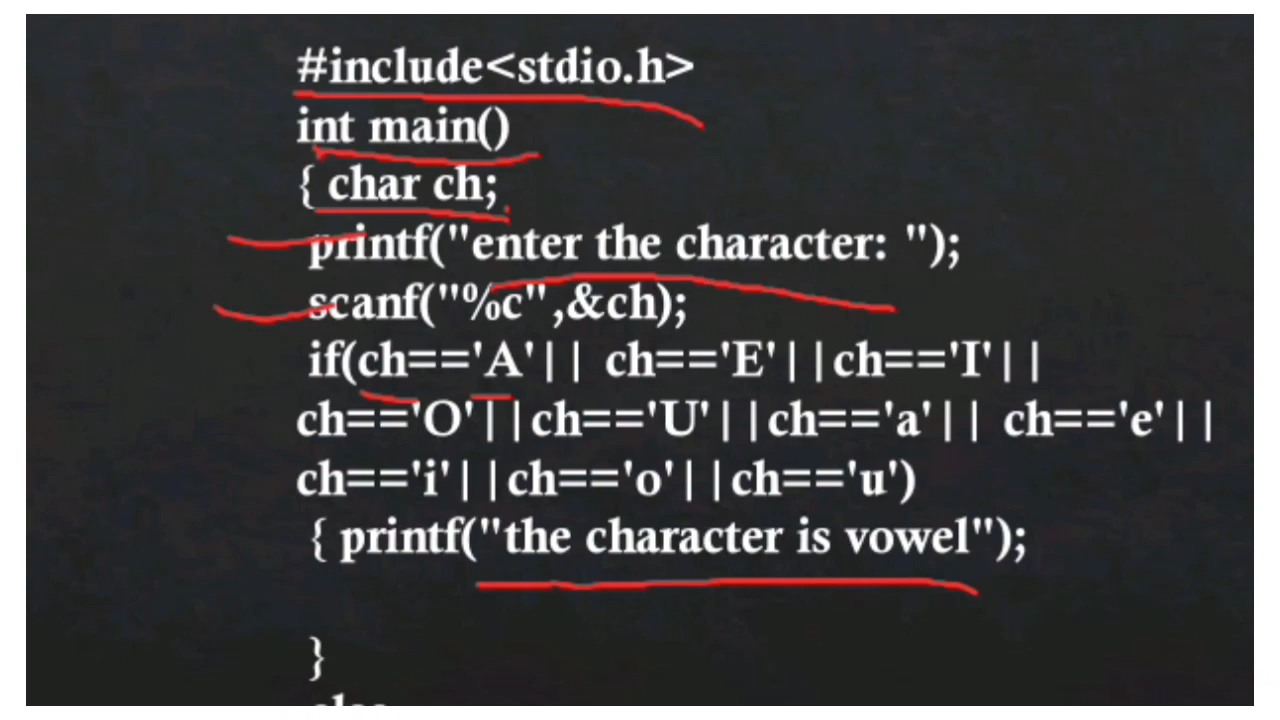 #include<stdio.h>
int main()
{ char ch;
printf("enter the character: ");
scanf("%c",&ch);
if(ch=='A'|| ch=='E'||ch=='I'||
ch=='O'||ch=='U'||ch=='a'|| ch=='e'||
ch=='i'||ch=='o'||ch=='u')
{ printf("the character is vowel");
}
else